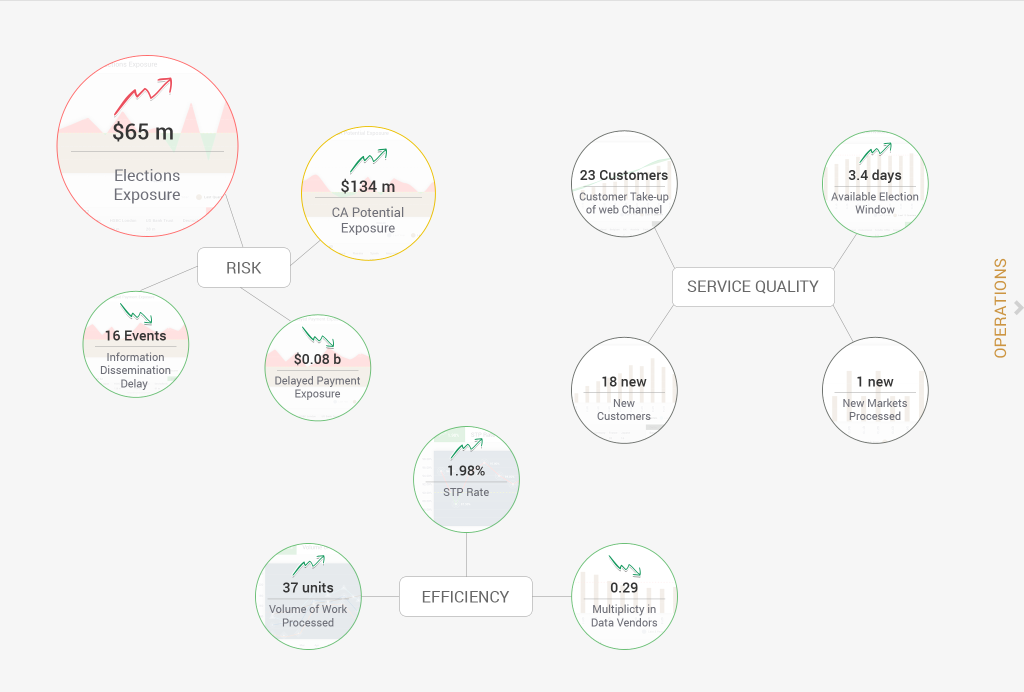 $65 m
Elections
Exposure
$134 m
CA Potential
Exposure
RISK
16 Events
Information
Dissemination
Delay
$0.08 b
Delayed Payment
Exposure
23 Customers
Customer Take-up
of web Channel
3.4 days
Available Election
Window
SERVICE QUALITY
18 new
New
Customers
1 new
New Markets
Processed
OPERATIONS
1.98%
STP Rate
37 units
Volume of Work
Processed
EFFICIENCY
0.29
Multiplicty in
Data Vendors